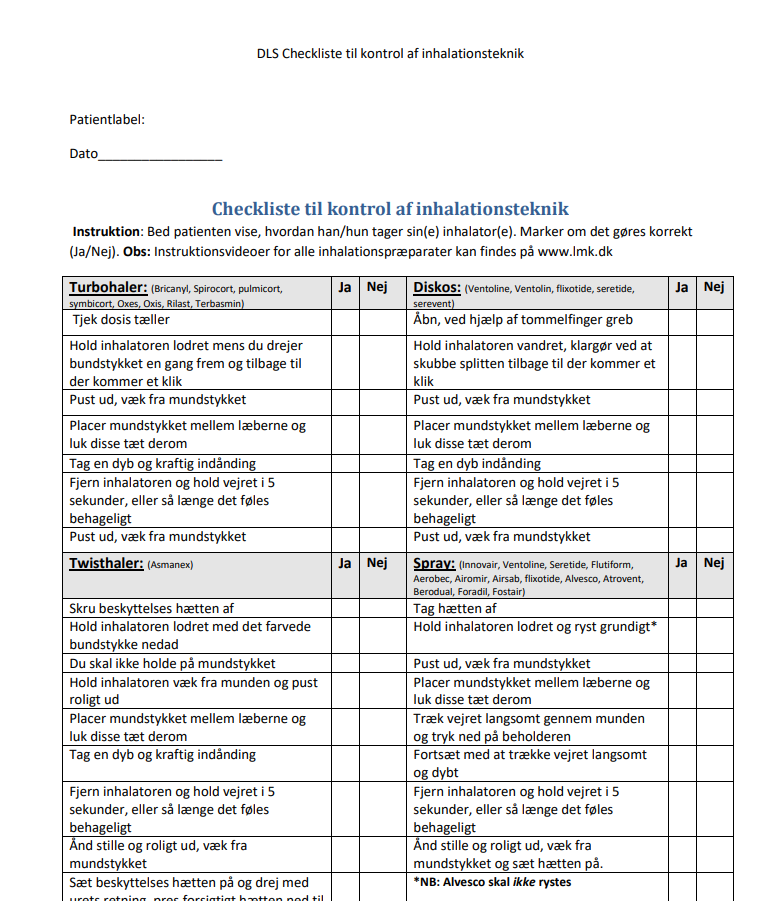 DLS Checkliste til kontrol af inhalationsteknik
Patientlabel:
Dato__________________
Checkliste til kontrol af inhalationsteknik
Instruktion: Bed patienten vise, hvordan han/hun tager sin(e) inhalator(e). Marker om det gøres korrekt
(Ja/Nej). Obs: Instruktionsvideoer for alle inhalationspræparater kan findes på www.lmk.dk
Turbohaler: (Bricanyl, Spirocort, pulmicort,
symbicort, Oxes, Oxis, Rilast, Terbasmin)
Ja
Nej
Diskos: (Ventoline, Ventolin, flixotide, seretide,
serevent)
Ja
Nej
Tjek dosis tæller
Åbn, ved hjælp af tommelfinger greb
Hold inhalatoren lodret mens du drejer
bundstykket en gang frem og tilbage til
der kommer et klik
Hold inhalatoren vandret, klargør ved at
skubbe splitten tilbage til der kommer et
klik
Pust ud, væk fra mundstykket
Pust ud, væk fra mundstykket
Placer mundstykket mellem læberne og
luk disse tæt derom
Placer mundstykket mellem læberne og
luk disse tæt derom
Tag en dyb og kraftig indånding
Tag en dyb indånding
Fjern inhalatoren og hold vejret i 5
sekunder, eller så længe det føles
behageligt
Fjern inhalatoren og hold vejret i 5
sekunder, eller så længe det føles
behageligt
Pust ud, væk fra mundstykket
Pust ud, væk fra mundstykket
Twisthaler: (Asmanex)
Ja
Nej
Spray: (Innovair, Ventoline, Seretide, Flutiform,
Aerobec, Airomir, Airsab, flixotide, Alvesco, Atrovent,
Berodual, Foradil, Fostair)
Ja
Nej
Skru beskyttelses hætten af
Tag hætten af
Hold inhalatoren lodret med det farvede
bundstykke nedad
Hold inhalatoren lodret og ryst grundigt*
Du skal ikke holde på mundstykket
Pust ud, væk fra mundstykket
Hold inhalatoren væk fra munden og pust
roligt ud
Placer mundstykket mellem læberne og
luk disse tæt derom
Placer mundstykket mellem læberne og
luk disse tæt derom
Træk vejret langsomt gennem munden
og tryk ned på beholderen
Tag en dyb og kraftig indånding
Fortsæt med at trække vejret langsomt
og dybt
Fjern inhalatoren og hold vejret i 5
sekunder, eller så længe det føles
behageligt
Fjern inhalatoren og hold vejret i 5
sekunder, eller så længe det føles
behageligt
Ånd stille og roligt ud, væk fra
mundstykket
Ånd stille og roligt ud, væk fra
mundstykket og sæt hætten på.
Sæt beskyttelses hætten på og drej med
urets retning, pres forsigtigt hætten ned til
*NB: Alvesco skal ikke rystes